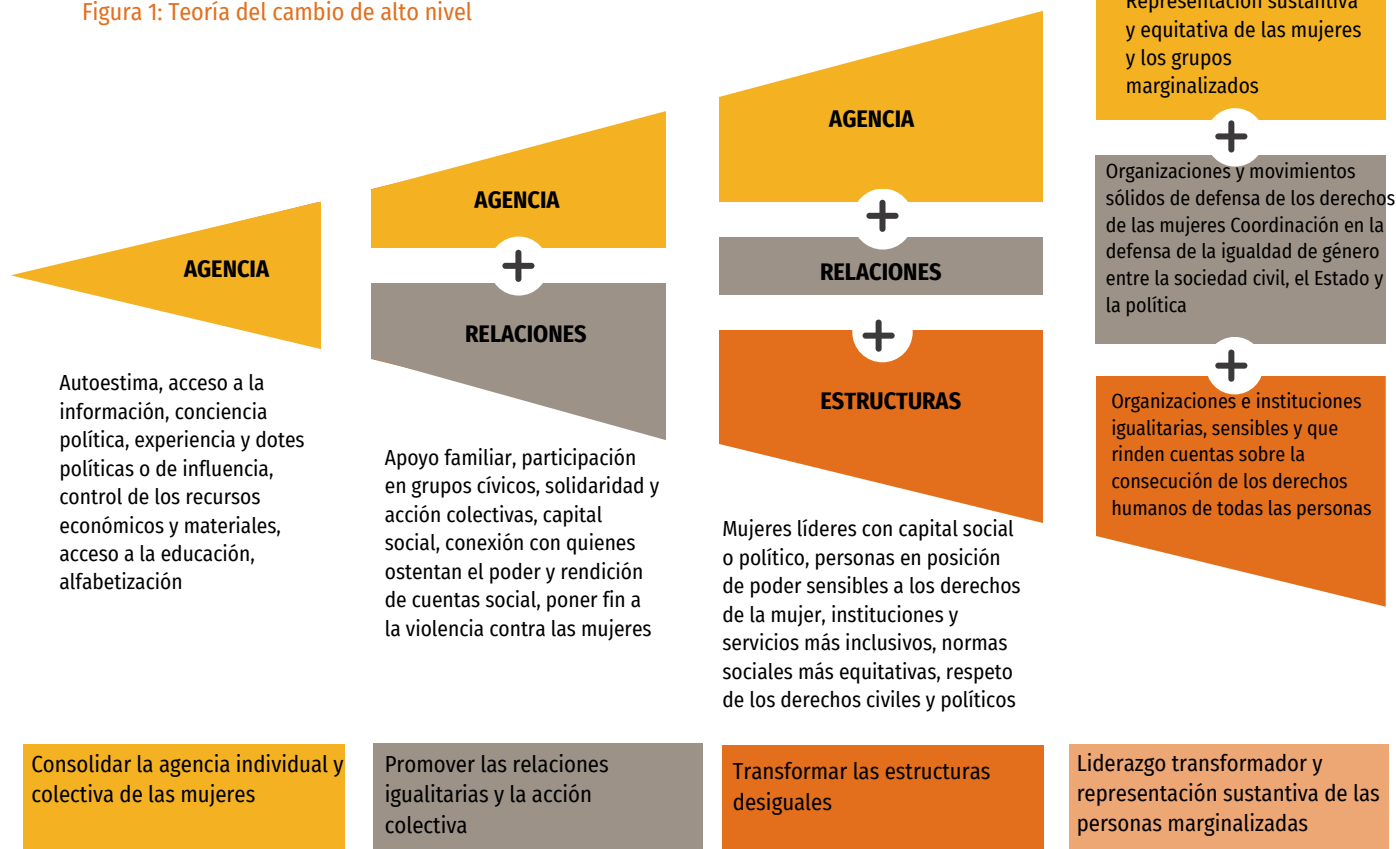 Figura 1: Teoría del cambio de alto nivel
AGENCIA
Autoestima, acceso a la
información, conciencia
política, experiencia y dotes
políticas o de influencia,
control de los recursos
económicos y materiales,
acceso a la educación,
alfabetización
AGENCIA
+
RELACIONES
Apoyo familiar, participación
en grupos cívicos, solidaridad y
acción colectivas, capital
social, conexión con quienes
ostentan el poder y rendición
de cuentas social, poner fin a
la violencia contra las mujeres
AGENCIA
+
RELACIONES
+
ESTRUCTURAS
Mujeres líderes con capital social
o político, personas en posición
de poder sensibles a los derechos
de la mujer, instituciones y
servicios más inclusivos, normas
sociales más equitativas, respeto
de los derechos civiles y políticos
Representación sustantiva
y equitativa de las mujeres
y los grupos
marginalizados
+
Organizaciones y movimientos
sólidos de defensa de los derechos
de las mujeres Coordinación en la
defensa de la igualdad de género
entre la sociedad civil, el Estado y
la política
+
Organizaciones e instituciones
igualitarias, sensibles y que
rinden cuentas sobre la
consecución de los derechos
humanos de todas las personas
Consolidar la agencia individual y
colectiva de las mujeres
Promover las relaciones
igualitarias y la acción
colectiva
Transformar las estructuras
desiguales
Liderazgo transformador y
representación sustantiva de las
personas marginalizadas